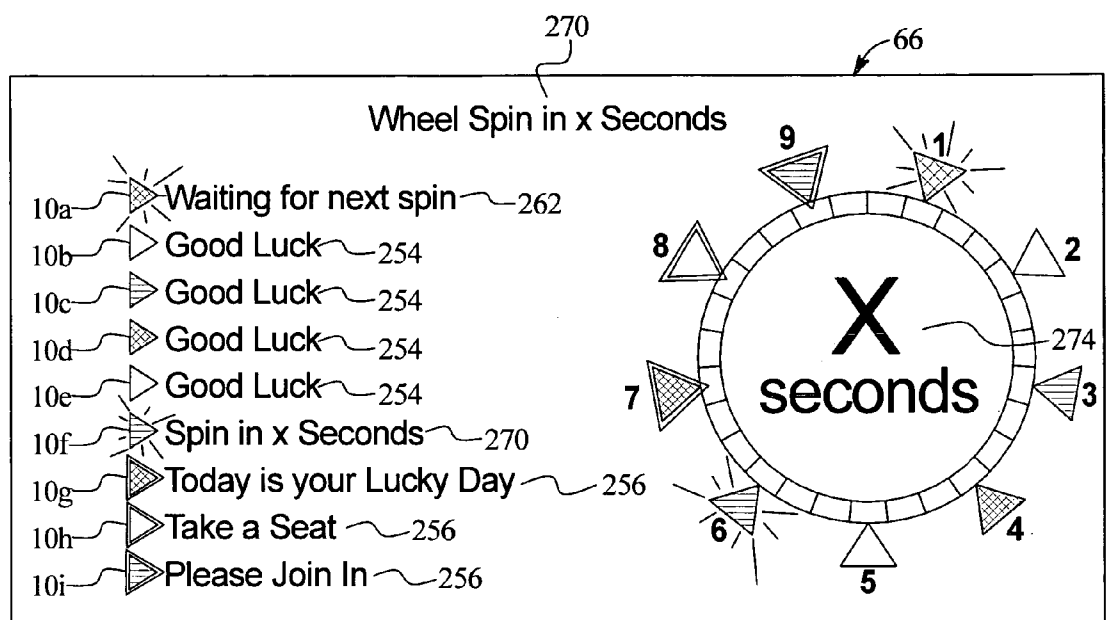 270
66
Wheel Spin in x Seconds
10a Waiting for next spin 262
10b Good Luck 254
10c Good Luck 254
10d Good Luck 254
10e Good Luck 254
10f Spin in x Seconds 270
10g Today is your Lucky Day 256
10h Take a Seat 256
10i Please Join In 256
9 1
8 2
X
seconds
274
7 3
6 4
5